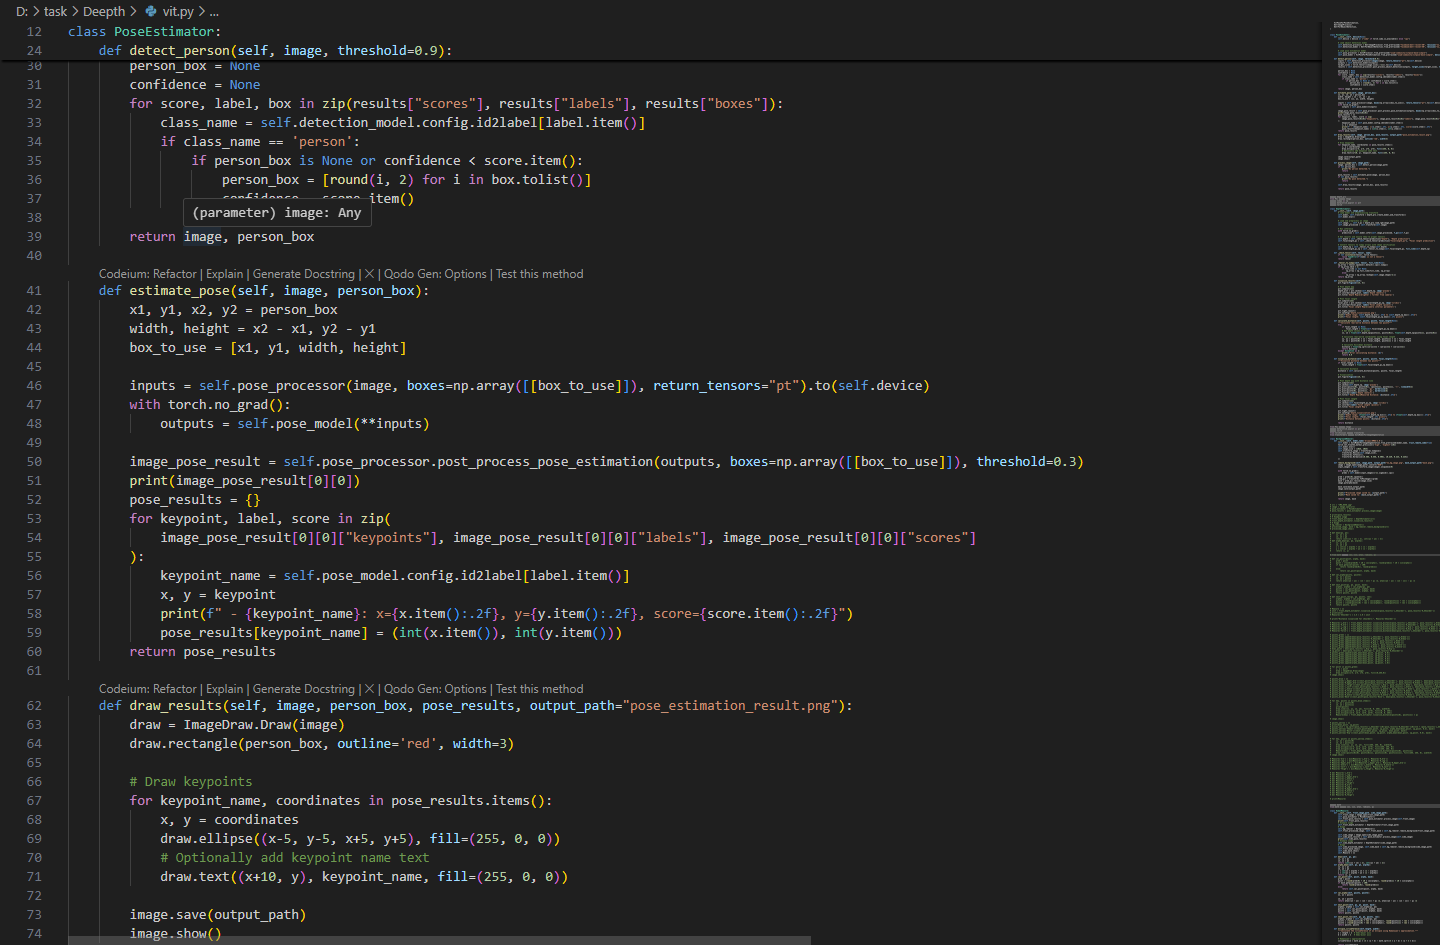 D: > task > Deepth > vit.py > ...
12 class PoseEstimator:
24 def detect_person(self, image, threshold=0.9):
30 person_box = None
31 confidence = None
32 for score, label, box in zip(results["scores"], results["labels"], results["boxes"]):
33 class_name = self.detection_model.config.id2label[label.item()]
34 if class_name == 'person':
35 if person_box is None or confidence < score.item():
36 person_box = [round(i, 2) for i in box.tolist()]
37 confidence = score.item()
(parameter) image: Any
38
39 return image, person_box
40
Codeium: Refactor | Explain | Generate Docstring | X | Qodo Gen: Options | Test this method
41 def estimate_pose(self, image, person_box):
42 x1, y1, x2, y2 = person_box
43 width, height = x2 - x1, y2 - y1
44 box_to_use = [x1, y1, width, height]
45
46 inputs = self.pose_processor(image, boxes=np.array([[box_to_use]]), return_tensors="pt").to(self.device)
47 with torch.no_grad():
48 outputs = self.pose_model(**inputs)
49
50 image_pose_result = self.pose_processor.post_process_pose_estimation(outputs, boxes=np.array([[box_to_use]]), threshold=0.3)
51 print(image_pose_result[0][0])
52 pose_results = {}
53 for keypoint, label, score in zip(
54 image_pose_result[0][0]["keypoints"], image_pose_result[0][0]["labels"], image_pose_result[0][0]["scores"]
55 ):
56 keypoint_name = self.pose_model.config.id2label[label.item()]
57 x, y = keypoint
58 print(f" - {keypoint_name}: x={x.item():.2f}, y={y.item():.2f}, score={score.item():.2f}")
59 pose_results[keypoint_name] = (int(x.item()), int(y.item()))
60 return pose_results
61
Codeium: Refactor | Explain | Generate Docstring | X | Qodo Gen: Options | Test this method
62 def draw_results(self, image, person_box, pose_results, output_path="pose_estimation_result.png"):
63 draw = ImageDraw.Draw(image)
64 draw.rectangle(person_box, outline='red', width=3)
65
66 # Draw keypoints
67 for keypoint_name, coordinates in pose_results.items():
68 x, y = coordinates
69 draw.ellipse((x-5, y-5, x+5, y+5), fill=(255, 0, 0))
70 # Optionally add keypoint name text
71 draw.text((x+10, y), keypoint_name, fill=(255, 0, 0))
72
73 image.save(output_path)
74 image.show()